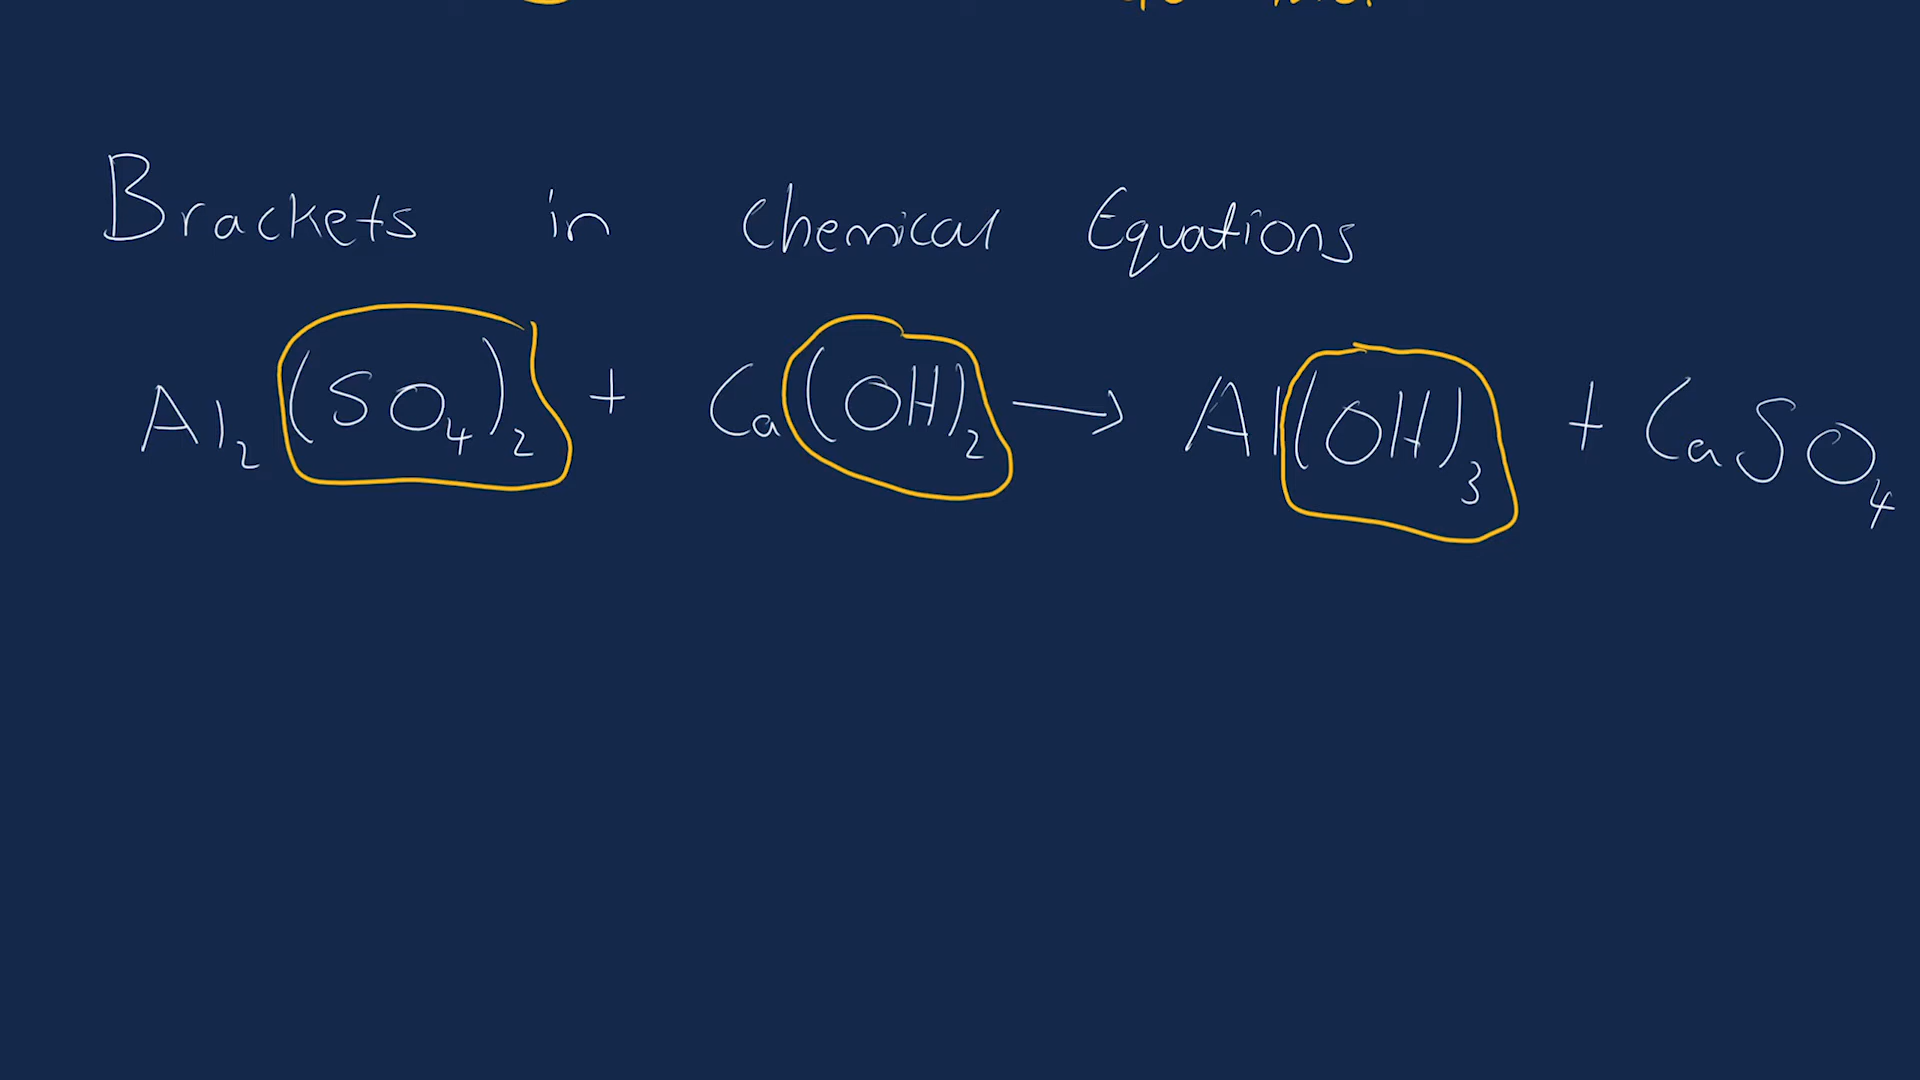 Brackets in Chemical Equations
Al₂(SO₄)₂ + Ca(OH)₂ → Al(OH)₃ + CaSO₄